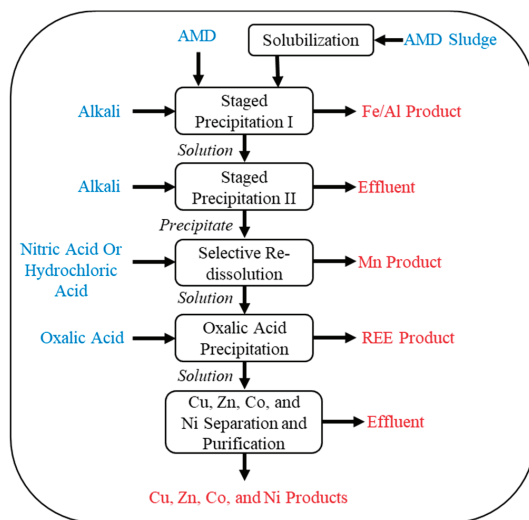 AMD
Solubilization
AMD Sludge
Alkali
Staged
Precipitation I
Fe/Al Product
Solution
Alkali
Staged
Precipitation II
Effluent
Precipitate
Nitric Acid Or
Hydrochloric
Acid
Selective Re-
dissolution
Mn Product
Solution
Oxalic Acid
Oxalic Acid
Precipitation
REE Product
Solution
Cu, Zn, Co, and
Ni Separation and
Purification
Effluent
Cu, Zn, Co, and Ni Products